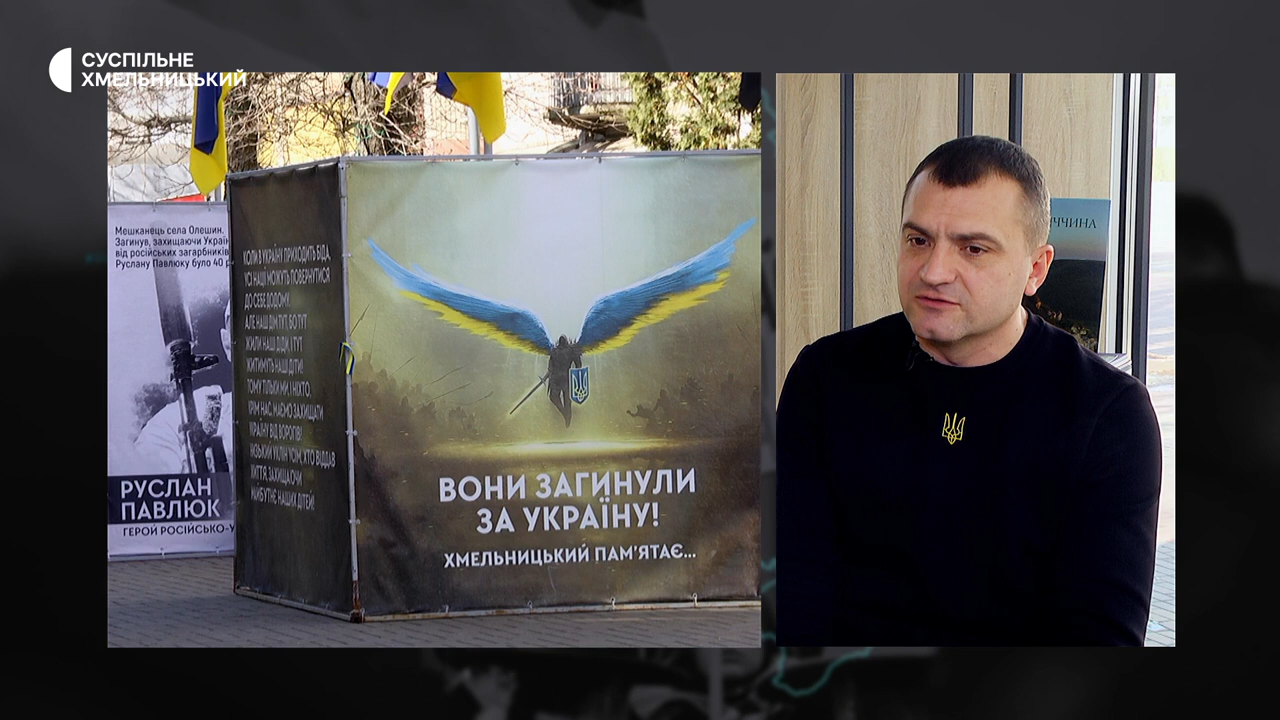 СУСПІЛЬНЕ
ХМЕЛЬНИЦЬКИЙ
Мешканець села Олешин.
Загинув, захищаючи Украї
від російських загарбників
Руслану Павлюку було 40 р
РУСЛАН
ПАВЛЮК
ГЕРОЙ РОСІЙСЬКО-У
КОЛИ В УКРАЇНУ ПРИХОДИТЬ БІДА,
УСІ НАЦІЇ МОЖУТЬ ПОВЕРНУТИСЯ
ДО СЕБЕ ДОДОМУ.
АЛЕ НАШ ДІМ ТУТ. БО ТУТ
ЖИЛИ НАШІ ДІДИ, І ТУТ
ЖИТИМУТЬ НАШІ ДІТИ!
ТОМУ ТІЛЬКИ МИ, І НІХТО,
КРІМ НАС, МАЄМО ЗАХИЩАТИ
УКРАЇНУ ВІД ВОРОГІВ!
НИЗЬКИЙ УКЛІН УСІМ, ХТО ВІДДАВ
ЖИТТЯ, ЗАХИЩАЮЧИ
МАЙБУТНЄ НАШИХ ДІТЕЙ!
ВОНИ ЗАГИНУЛИ
ЗА УКРАЇНУ!
ХМЕЛЬНИЦЬКИЙ ПАМ'ЯТАЄ...
ЧЧИНА